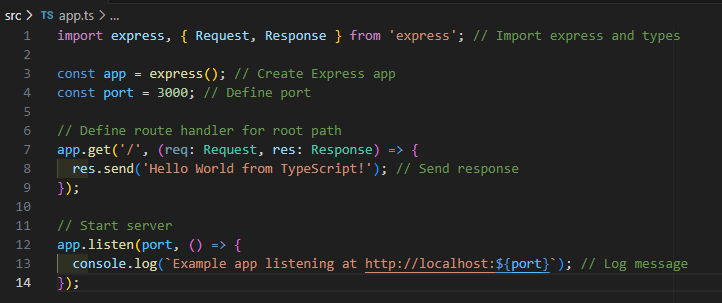 src > TS app.ts > ...
1 import express, { Request, Response } from 'express'; // Import express and types
2
3 const app = express(); // Create Express app
4 const port = 3000; // Define port
5
6 // Define route handler for root path
7 app.get('/', (req: Request, res: Response) => {
8   res.send('Hello World from TypeScript!'); // Send response
9 });
10
11 // Start server
12 app.listen(port, () => {
13   console.log(`Example app listening at http://localhost:${port}`); // Log message
14 });